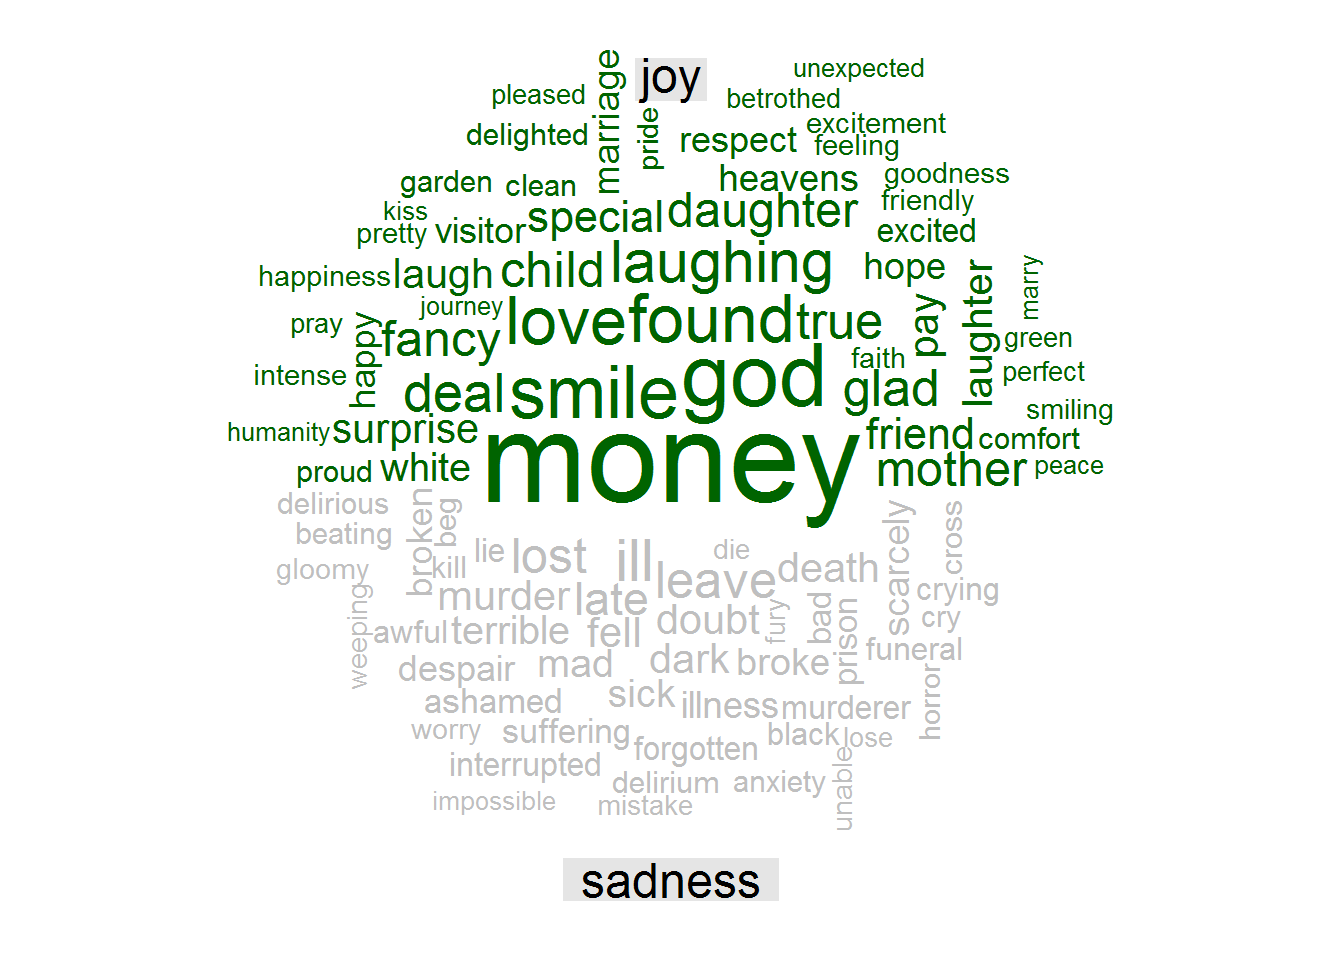 joy
unexpected
pleased
marriage
betrothed
delighted
pride
respect
excitement
feeling
garden
clean
heavens
goodness
kiss
pretty
visitor
special
daughter
friendly
excited
happiness
laugh
child
laughing
hope
marry
journey
pray
happy
fancy
love
found
true
pay
laughter
green
intense
deal
smile
god
faith
glad
perfect
smiling
humanity
surprise
money
friend
comfort
proud
white
mother
peace
delirious
broken
beg
scarcely
cross
beating
lie
lost
ill
die
gloomy
kill
leave
death
crying
weeping
murder
late
doubt
fury
bad
prison
cry
awful
terrible
fell
funeral
despair
mad
dark
broke
horror
ashamed
sick
illness
murderer
worry
suffering
forgotten
black
lose
interrupted
delirium
anxiety
unable
impossible
mistake
sadness